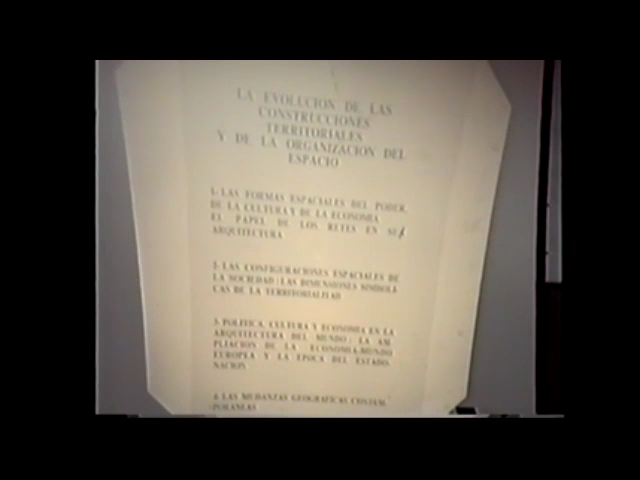 LA EVOLUCION DE LAS
CONSTRUCCIONES
TERRITORIALES
Y DE LA ORGANIZACION DEL
ESPACIO
1- LAS FORMAS ESPACIALES DEL PODER,
DE LA CULTURA Y DE LA ECONOMIA
EL PAPEL DE LOS RETES EN SU
ARQUITECTURA
2- LAS CONFIGURACIONES ESPACIALES DE
LA SOCIEDAD : LAS DIMENSIONES SIMBOLI-
CAS DE LA TERRITORIALIDAD
3- POLITICA, CULTURA Y ECONOMIA EN LA
ARQUITECTURA DEL MUNDO : LA AM-
PLIACION DE LA ECONOMIA-MUNDO
EUROPEA Y LA EPOCA DEL ESTADO-
NACION
4- LAS MUDANZAS GEOGRAFICAS CONTEM-
PORANEAS